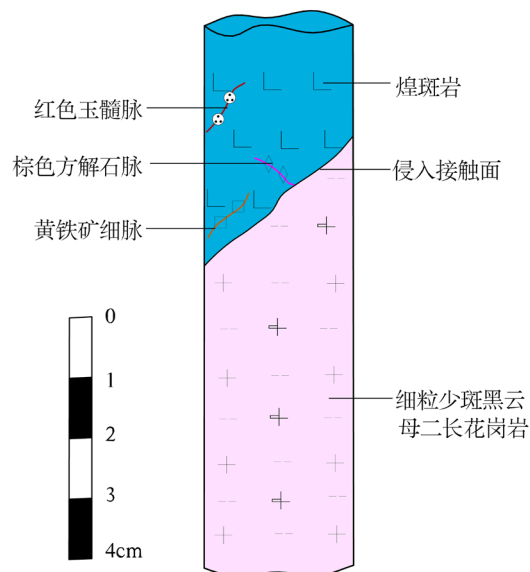 红色玉髓脉
煌斑岩
棕色方解石脉
侵入接触面
黄铁矿细脉
0
1
2
3
4cm
细粒少斑黑云
母二长花岗岩